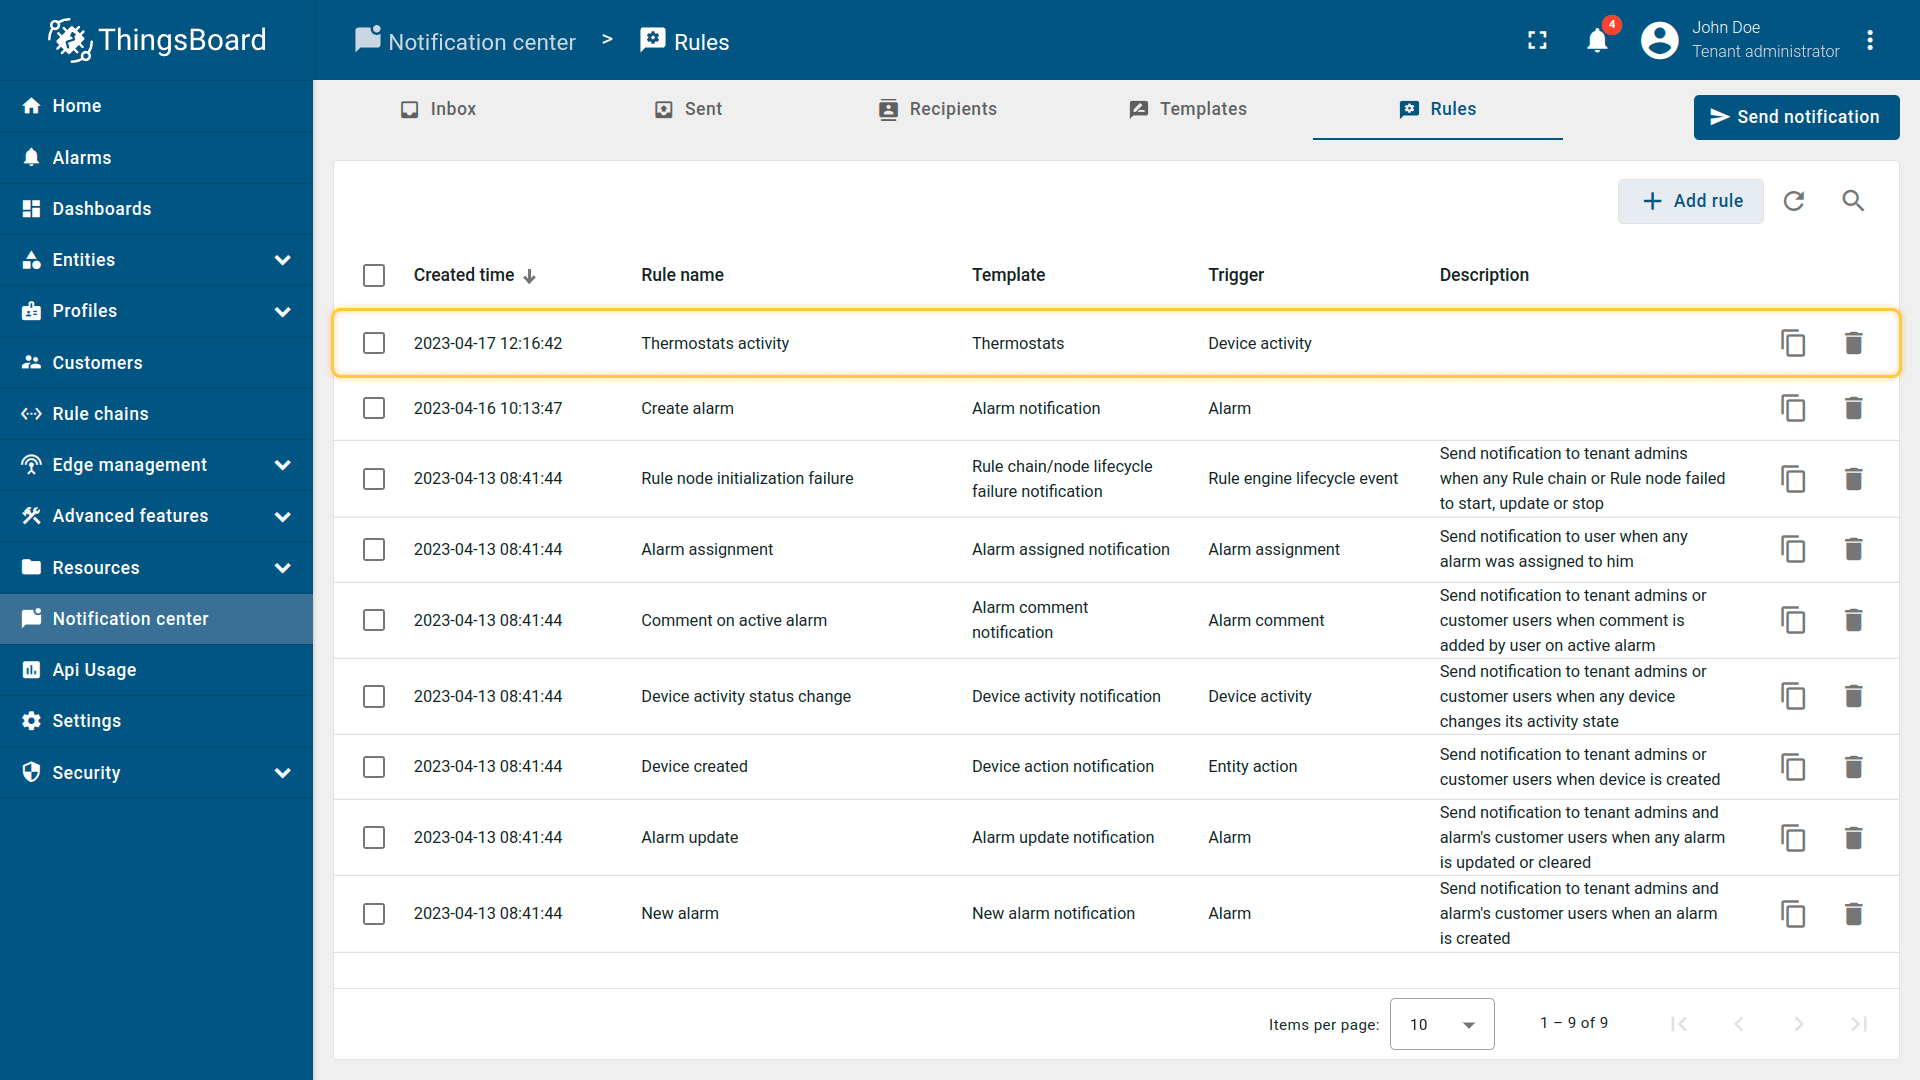 ThingsBoard
Notification center > Rules
4
John Doe
Tenant administrator
Home
Alarms
Dashboards
Entities
Profiles
Customers
Rule chains
Edge management
Advanced features
Resources
Notification center
Api Usage
Settings
Security
Inbox
Sent
Recipients
Templates
Rules
Send notification
Add rule
Created time Rule name Template Trigger Description
2023-04-17 12:16:42 Thermostats activity Thermostats Device activity
2023-04-16 10:13:47 Create alarm Alarm notification Alarm
2023-04-13 08:41:44 Rule node initialization failure
Rule chain/node lifecycle
failure notification
Rule engine lifecycle event
Send notification to tenant admins
when any Rule chain or Rule node failed
to start, update or stop
2023-04-13 08:41:44 Alarm assignment Alarm assigned notification Alarm assignment
Send notification to user when any
alarm was assigned to him
2023-04-13 08:41:44 Comment on active alarm
Alarm comment
notification
Alarm comment
Send notification to tenant admins or
customer users when comment is
added by user on active alarm
2023-04-13 08:41:44 Device activity status change Device activity notification Device activity
Send notification to tenant admins or
customer users when any device
changes its activity state
2023-04-13 08:41:44 Device created Device action notification Entity action
Send notification to tenant admins or
customer users when device is created
2023-04-13 08:41:44 Alarm update Alarm update notification Alarm
Send notification to tenant admins and
alarm's customer users when any alarm
is updated or cleared
2023-04-13 08:41:44 New alarm New alarm notification Alarm
Send notification to tenant admins and
alarm's customer users when an alarm
is created
Items per page: 10 1 – 9 of 9